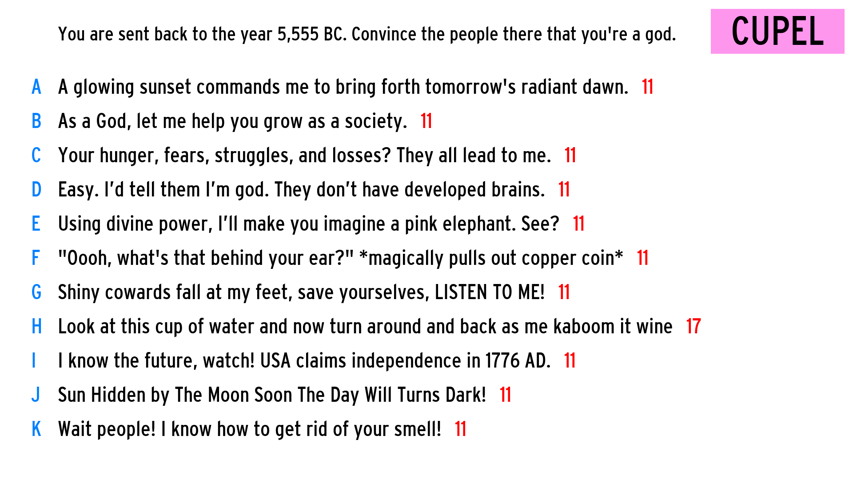 You are sent back to the year 5,555 BC. Convince the people there that you're a god.
CUPEL
A A glowing sunset commands me to bring forth tomorrow's radiant dawn. 11
B As a God, let me help you grow as a society. 11
C Your hunger, fears, struggles, and losses? They all lead to me. 11
D Easy. I’d tell them I’m god. They don’t have developed brains. 11
E Using divine power, I’ll make you imagine a pink elephant. See? 11
F "Oooh, what's that behind your ear?" *magically pulls out copper coin* 11
G Shiny cowards fall at my feet, save yourselves, LISTEN TO ME! 11
H Look at this cup of water and now turn around and back as me kaboom it wine 17
I I know the future, watch! USA claims independence in 1776 AD. 11
J Sun Hidden by The Moon Soon The Day Will Turns Dark! 11
K Wait people! I know how to get rid of your smell! 11